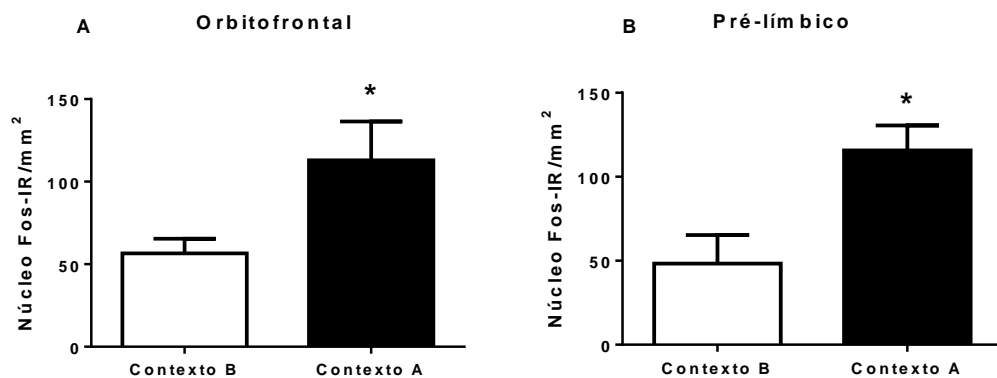 A
Orbitofrontal
Núcleo Fos-IR/mm²
150
*
100
50
0
Contexto B
Contexto A
B
Pré-límbico
Núcleo Fos-IR/mm²
150
*
100
50
0
Contexto B
Contexto A